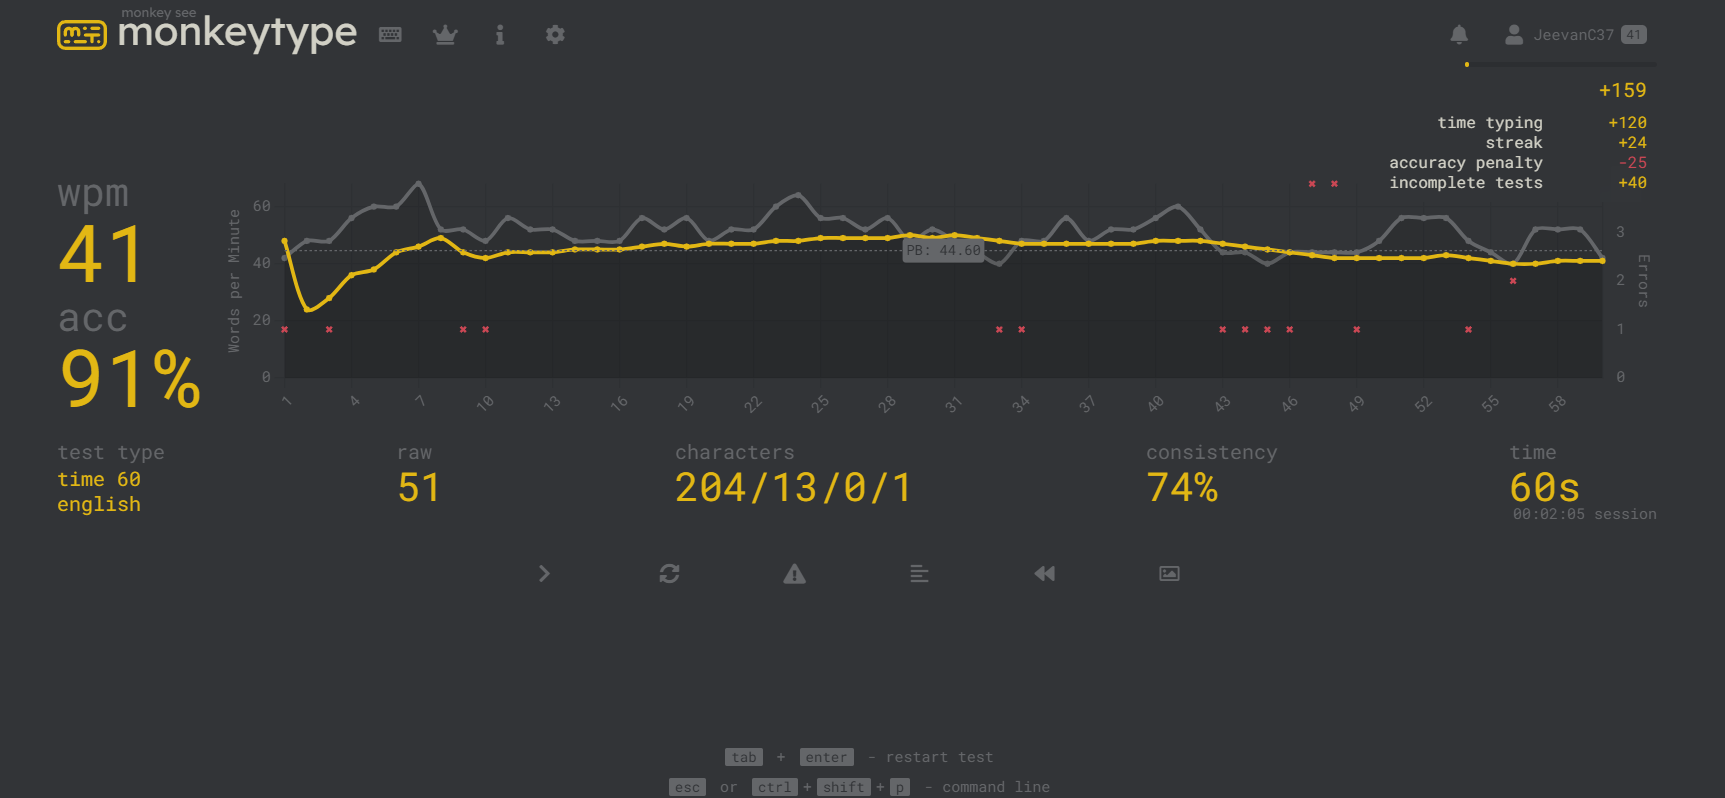 monkey see
monkeytype
JeevanC37 41
+159
time typing +120
streak +24
accuracy penalty -25
incomplete tests +40
wpm
41
acc
91%
Words per Minute
60
40
20
0
PB: 44.60
Errors
3
2
1
0
1 4 7 10 13 16 19 22 25 28 31 34 37 40 43 46 49 52 55 58
test type
time 60
english
raw
51
characters
204/13/0/1
consistency
74%
time
60s
00:02:05 session
tab + enter - restart test
esc or ctrl + shift + p - command line